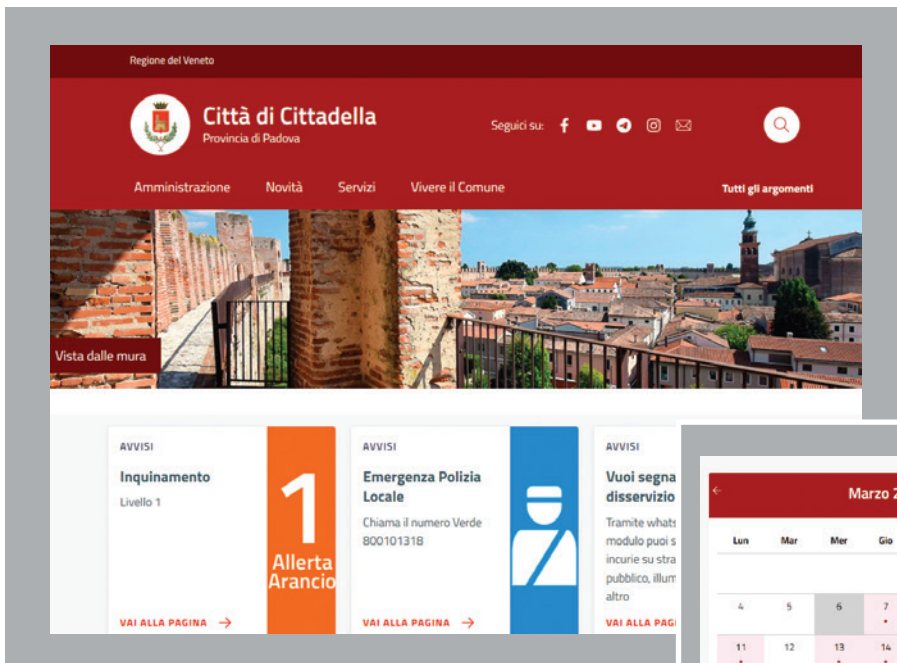 Regione del Veneto
Città di Cittadella
Provincia di Padova
Seguici su:
Amministrazione Novità Servizi Vivere il Comune Tutti gli argomenti
Vista dalle mura
AVVISI
Inquinamento
Livello 1
1
Allerta
Arancio
VAI ALLA PAGINA
AVVISI
Emergenza Polizia
Locale
Chiama il numero Verde
800101318
VAI ALLA PAGINA
AVVISI
Vuoi segna
disservizio
Tramite whats
modulo puoi s
incurie su stra
pubblico, illum
altro
VAI ALLA PAGI
Marzo 2
Lun Mar Mer Gio
4 5 6 7
11 12 13 14